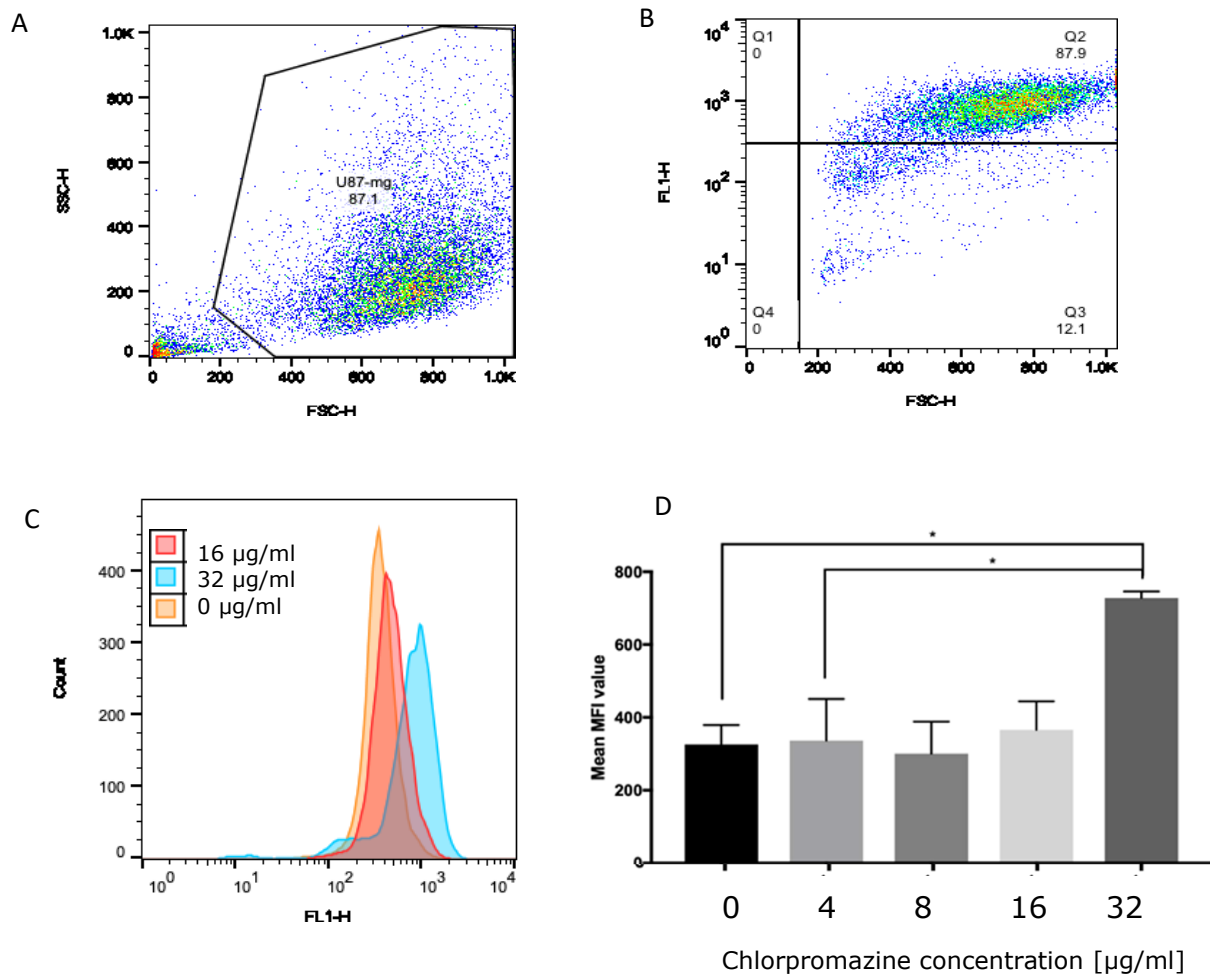 A
1.0K
800
600
400
200
0
SSC-H
U87-mg
87.1
0
200
400
600
800
1.0K
FSC-H
B
10^4
10^3
10^2
10^1
10^0
FL1-H
Q1
0
Q2
87.9
Q4
0
Q3
12.1
0
200
400
600
800
1.0K
FSC-H
C
400
300
200
100
0
Count
16 µg/ml
32 µg/ml
0 µg/ml
10^0
10^1
10^2
10^3
10^4
FL1-H
D
*
*
800
600
400
200
0
Mean MFI value
0
4
8
16
32
Chlorpromazine concentration [µg/ml]